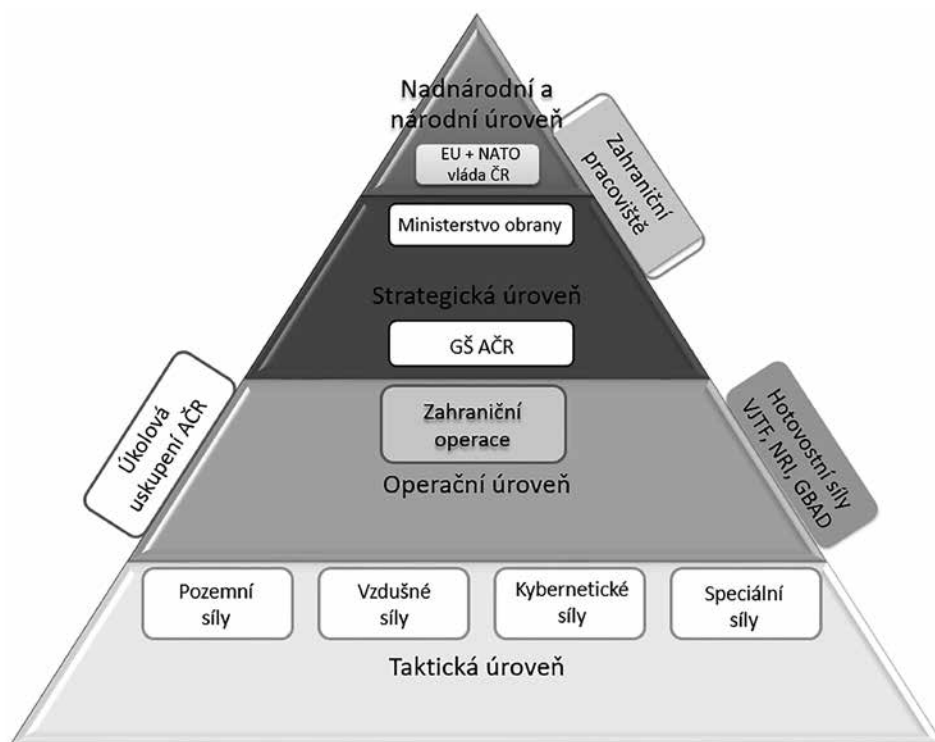 Nadnárodní a
národní úroveň
EU + NATO
vláda ČR
Zahraniční
pracoviště
Ministerstvo obrany
Strategická úroveň
GŠ AČR
Úkolová
uskupení AČR
Zahraniční
operace
Operační úroveň
Hotovostní síly
VJTF, NRI, GBAD
Pozemní
síly
Vzdušné
síly
Kybernetické
síly
Speciální
síly
Taktická úroveň